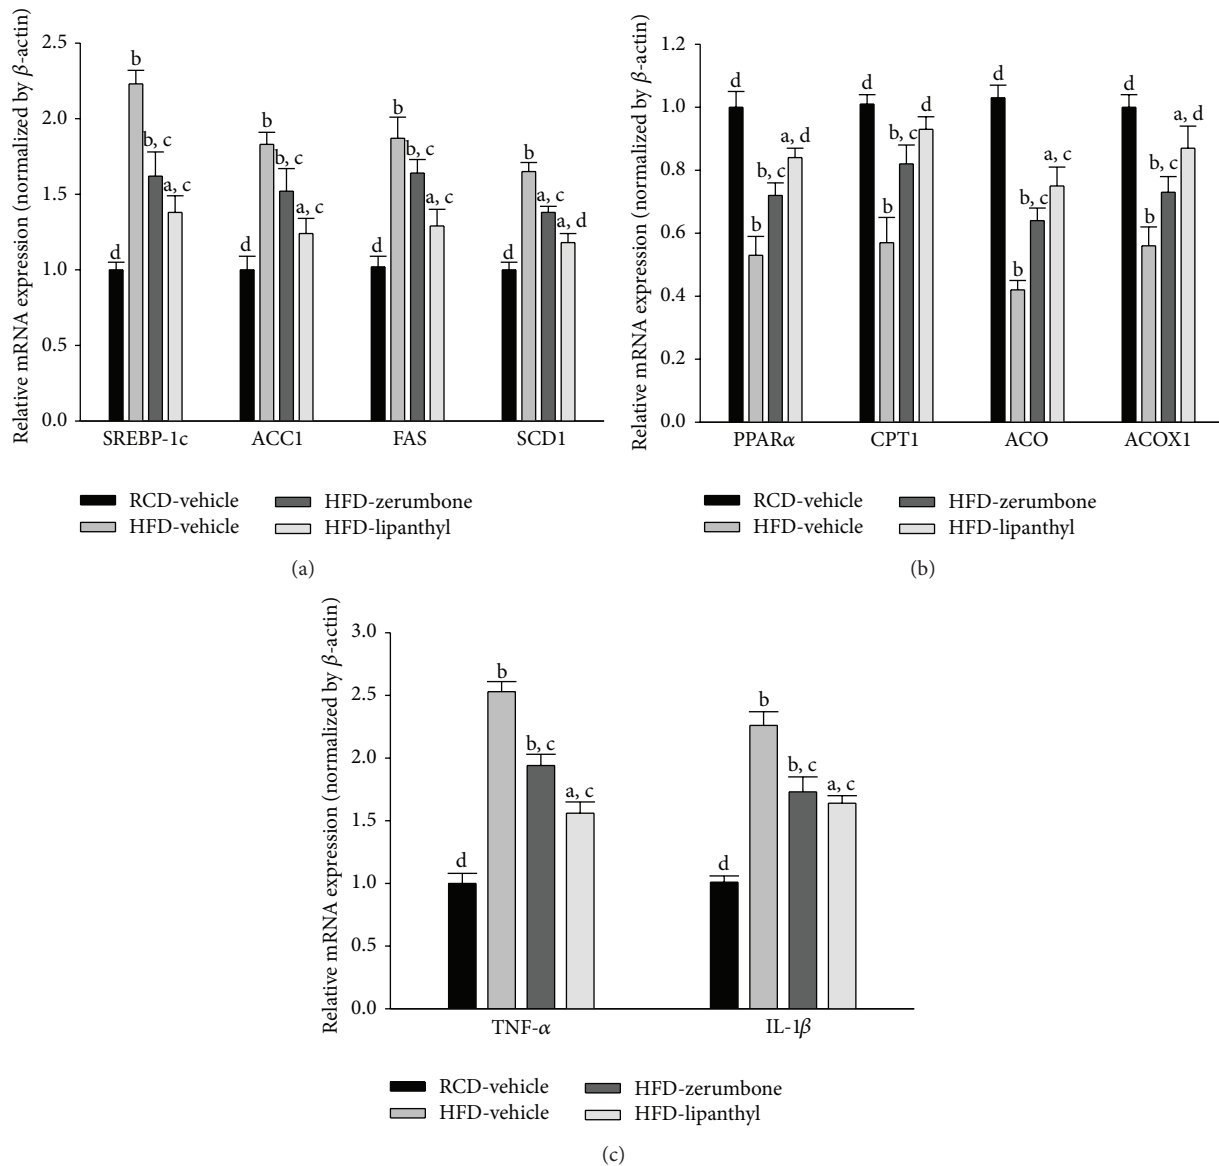 Relative mRNA expression (normalized by β-actin)
2.5
2.0
1.5
1.0
0.5
0.0
d
b
b, c
a, c
d
b
b, c
a, c
d
b
b, c
a, c
d
b
a, c
a, d
SREBP-1c
ACC1
FAS
SCD1
RCD-vehicle
HFD-vehicle
HFD-zerumbone
HFD-lipanthyl
(a)
Relative mRNA expression (normalized by β-actin)
1.2
1.0
0.8
0.6
0.4
0.2
0.0
d
b
b, c
a, d
d
b
b, c
d
d
b
b, c
a, c
d
b
b, c
a, d
PPARα
CPT1
ACO
ACOX1
RCD-vehicle
HFD-vehicle
HFD-zerumbone
HFD-lipanthyl
(b)
Relative mRNA expression (normalized by β-actin)
3.0
2.5
2.0
1.5
1.0
0.5
0.0
d
b
b, c
a, c
d
b
b, c
a, c
TNF-α
IL-1β
RCD-vehicle
HFD-vehicle
HFD-zerumbone
HFD-lipanthyl
(c)